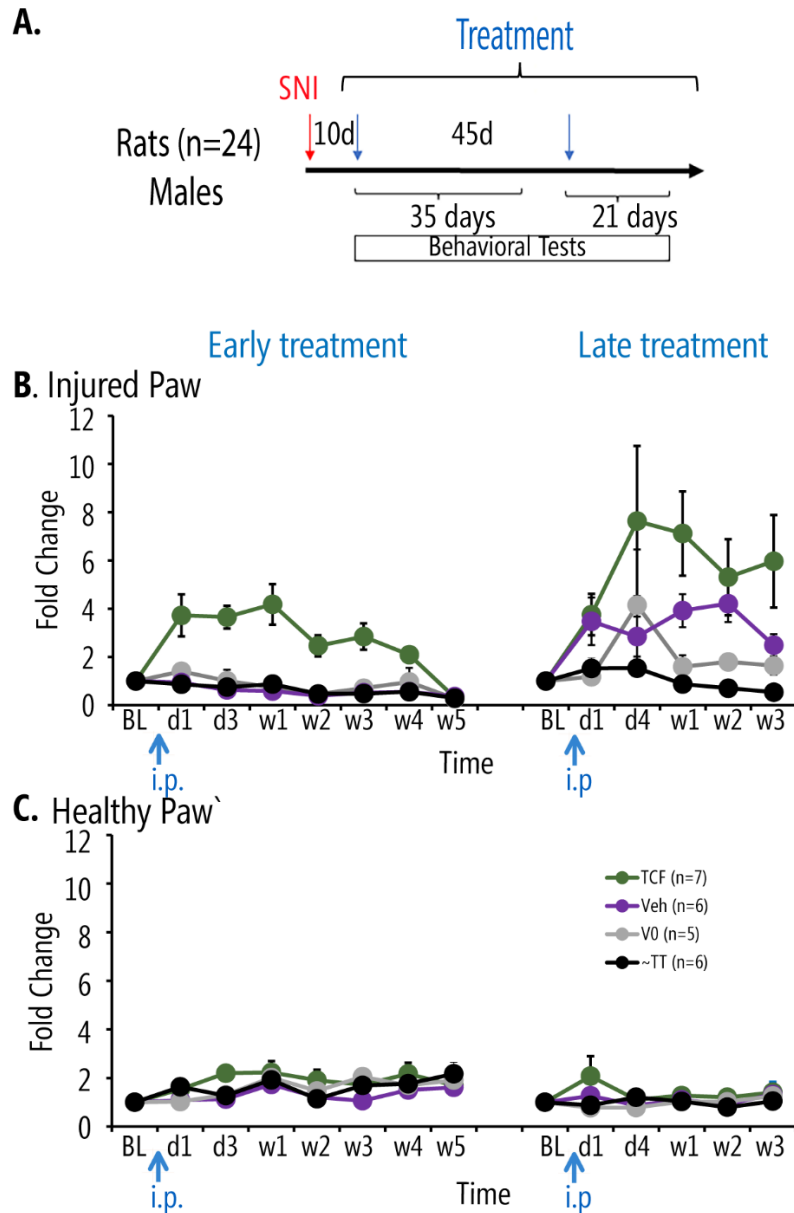 A.
Treatment
SNI
10d 45d
Rats (n=24)
Males
35 days 21 days
Behavioral Tests
Early treatment Late treatment
B. Injured Paw
12
10
8
6
4
2
0
Fold Change
BL d1 d3 w1 w2 w3 w4 w5 BL d1 d4 w1 w2 w3
Time
i.p. i.p
C. Healthy Paw`
12
10
8
6
4
2
0
Fold Change
TCF (n=7)
Veh (n=6)
V0 (n=5)
~TT (n=6)
BL d1 d3 w1 w2 w3 w4 w5 BL d1 d4 w1 w2 w3
i.p. Time i.p